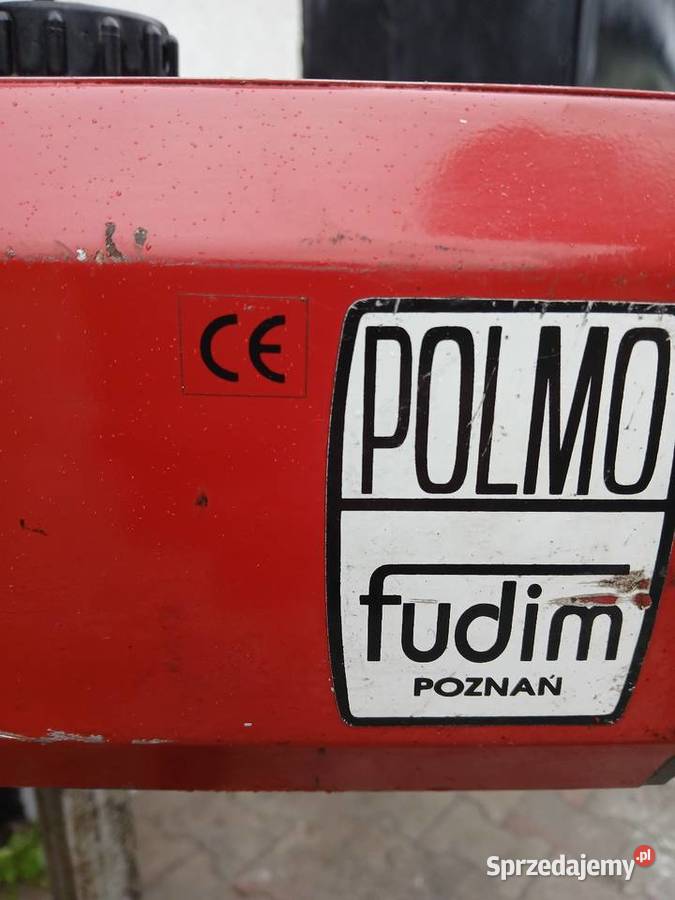 CE
POLMO
fudim
POZNAŃ
Sprzedajemy.pl